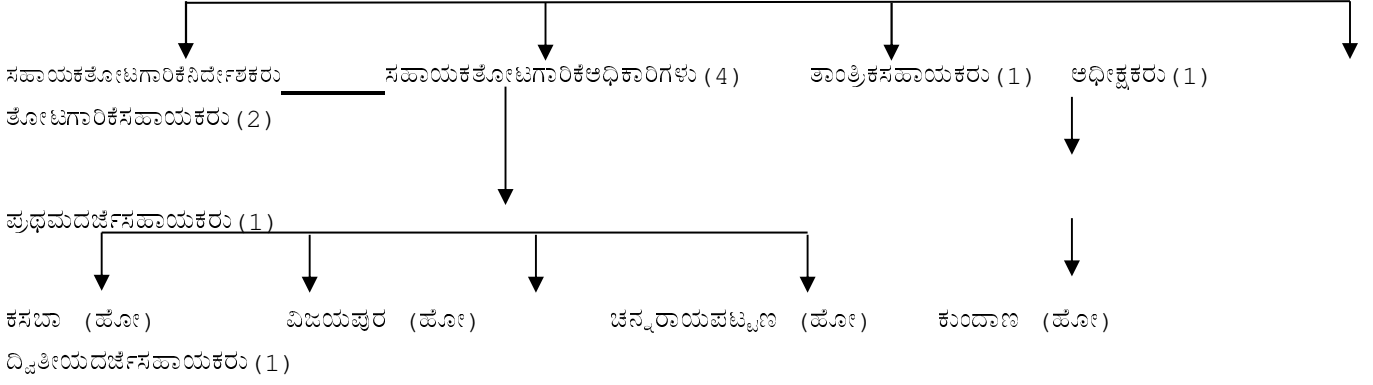 ಸಹಾಯಕತೋಟಗಾರಿಕೆನಿರ್ದೇಶಕರು ಸಹಾಯಕತೋಟಗಾರಿಕೆಅಧಿಕಾರಿಗಳು(4) ತಾಂತ್ರಿಕಸಹಾಯಕರು(1) ಅಧೀಕ್ಷಕರು(1)
ತೋಟಗಾರಿಕೆಸಹಾಯಕರು(2)
ಪ್ರಥಮದರ್ಜೆಸಹಾಯಕರು(1)
ಕಸಬಾ (ಹೋ) ವಿಜಯಪುರ (ಹೋ) ಚನ್ನರಾಯಪಟ್ಟಣ (ಹೋ) ಕುಂದಾಣ (ಹೋ)
ದ್ವಿತೀಯದರ್ಜೆಸಹಾಯಕರು(1)